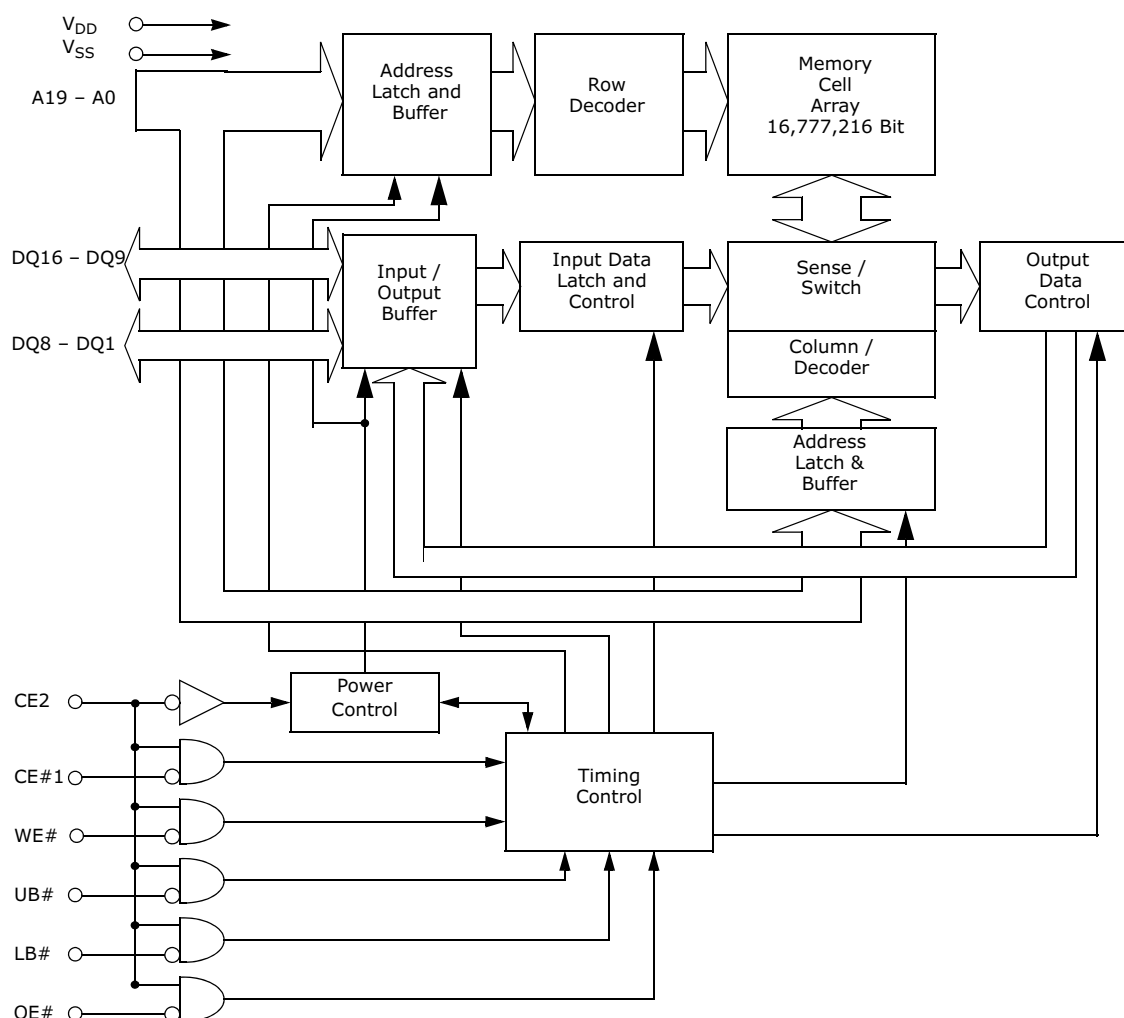 VDD
VSS
A19 – A0
Address
Latch and
Buffer
Row
Decoder
Memory
Cell
Array
16,777,216 Bit
DQ16 – DQ9
DQ8 – DQ1
Input /
Output
Buffer
Input Data
Latch and
Control
Sense /
Switch
Column /
Decoder
Output
Data
Control
Address
Latch &
Buffer
CE2
Power
Control
CE#1
Timing
Control
WE#
UB#
LB#
OE#